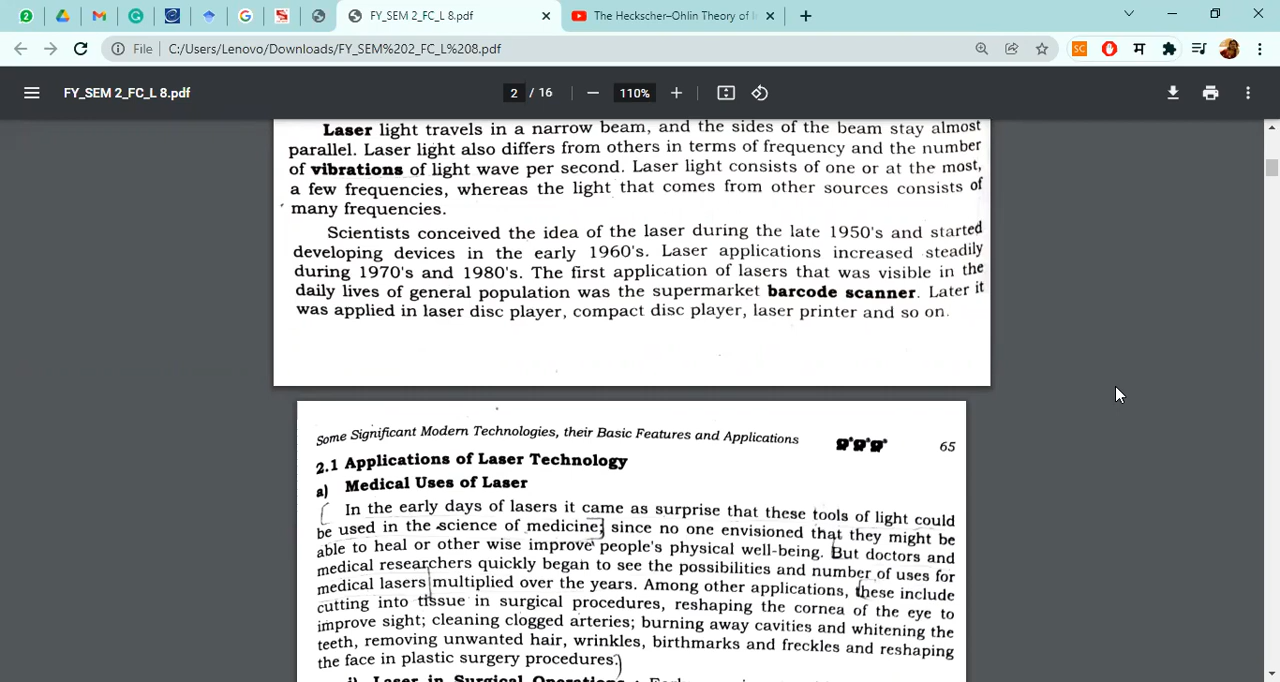 FY_SEM 2_FC_L 8.pdf
The Heckscher–Ohlin Theory of I
File
C:/Users/Lenovo/Downloads/FY_SEM%202_FC_L%208.pdf
FY_SEM 2_FC_L 8.pdf
2 / 16
110%
Laser light travels in a narrow beam, and the sides of the beam stay almost
parallel. Laser light also differs from others in terms of frequency and the number
of vibrations of light wave per second. Laser light consists of one or at the most,
a few frequencies, whereas the light that comes from other sources consists of
many frequencies.
Scientists conceived the idea of the laser during the late 1950's and started
developing devices in the early 1960's. Laser applications increased steadily
during 1970's and 1980's. The first application of lasers that was visible in the
daily lives of general population was the supermarket barcode scanner. Later it
was applied in laser disc player, compact disc player, laser printer and so on.
Some Significant Modern Technologies, their Basic Features and Applications
65
2.1 Applications of Laser Technology
a) Medical Uses of Laser
In the early days of lasers it came as surprise that these tools of light could
be used in the science of medicine; since no one envisioned that they might be
able to heal or other wise improve people's physical well-being. But doctors and
medical researchers quickly began to see the possibilities and number of uses for
medical lasers multiplied over the years. Among other applications, these include
cutting into tissue in surgical procedures, reshaping the cornea of the eye to
improve sight; cleaning clogged arteries; burning away cavities and whitening the
teeth, removing unwanted hair, wrinkles, birthmarks and freckles and reshaping
the face in plastic surgery procedures.
i) Laser in Surgical Operations :